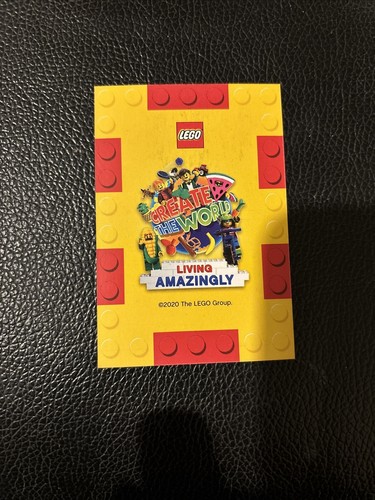 LEGO
CREATE
THE WORLD
LIVING
AMAZINGLY
©2020 The LEGO Group.